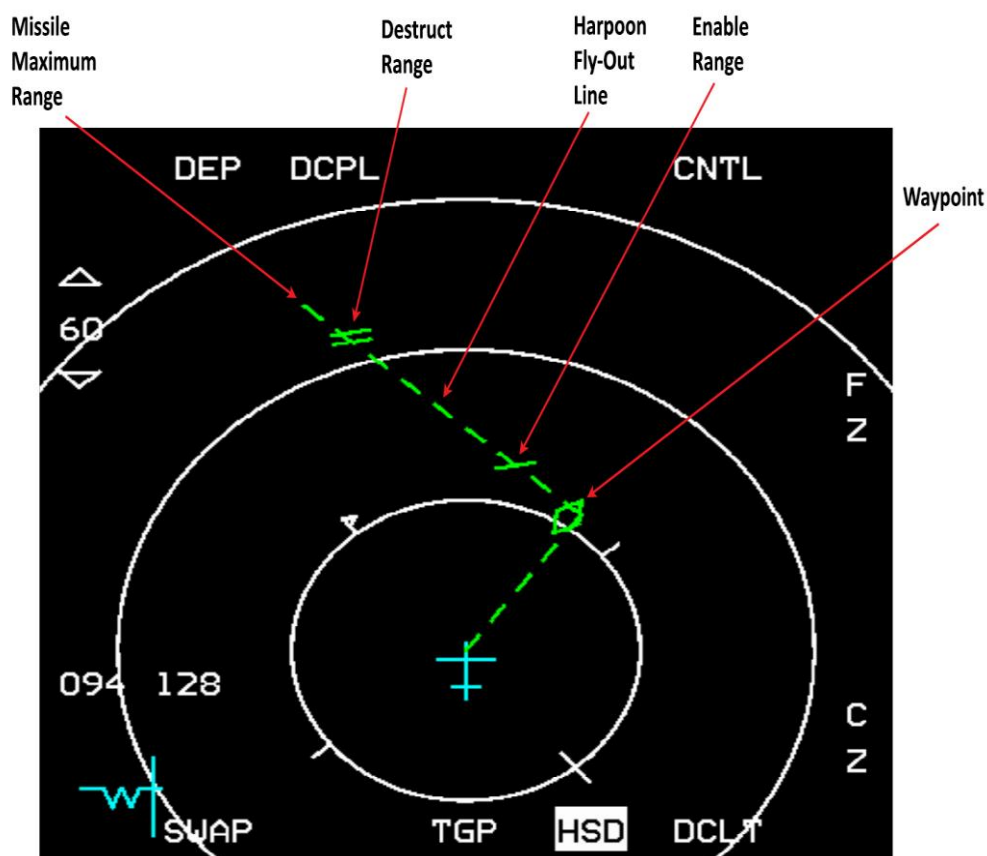 Missile
Maximum
Range
Destruct
Range
Harpoon
Fly-Out
Line
Enable
Range
Waypoint
DEP DCPL CNTL
60
F
Z
A
094 128
C
Z
SWAP TGP HSD DCLT